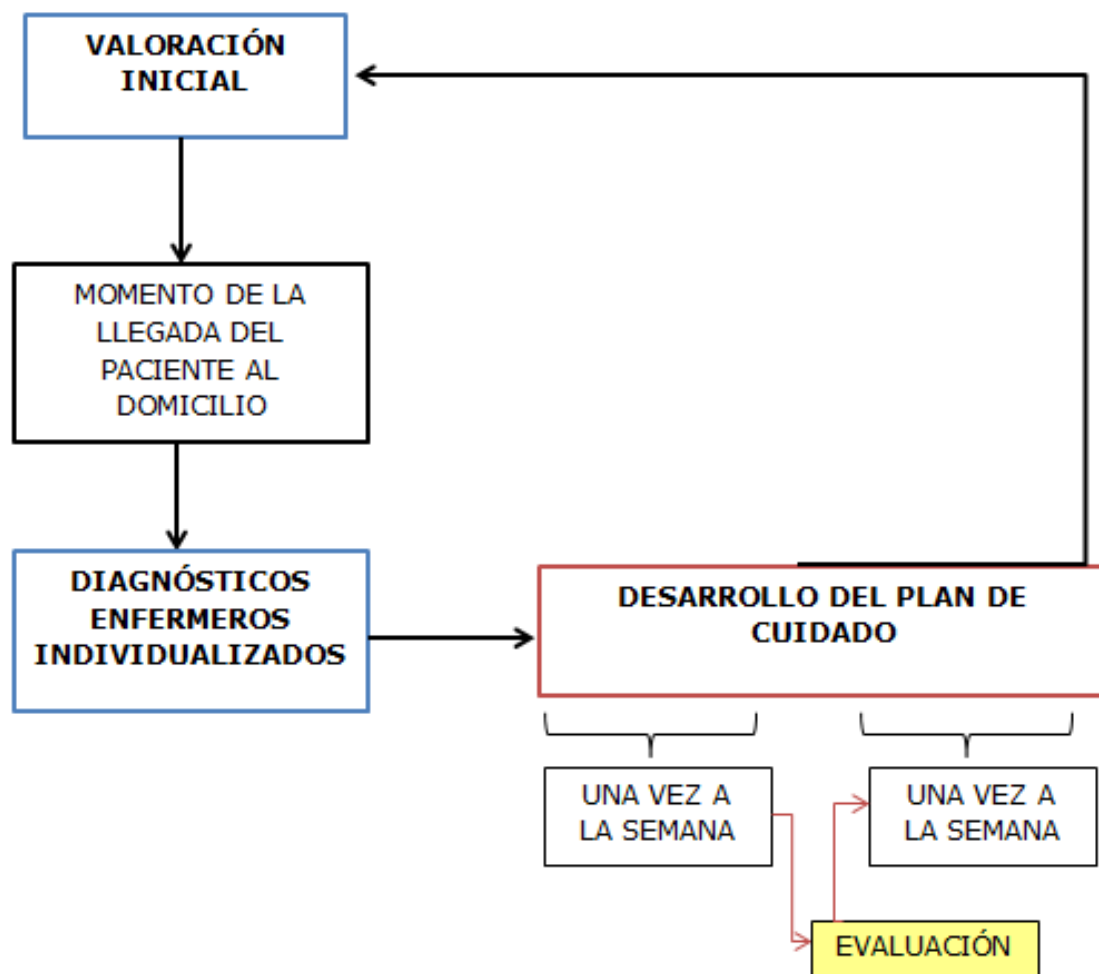 VALORACIÓN
INICIAL
MOMENTO DE LA
LLEGADA DEL
PACIENTE AL
DOMICILIO
DIAGNÓSTICOS
ENFERMEROS
INDIVIDUALIZADOS
DESARROLLO DEL PLAN DE
CUIDADO
UNA VEZ A
LA SEMANA
UNA VEZ A
LA SEMANA
EVALUACIÓN